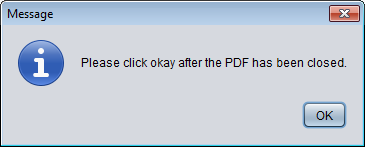 Message
Please click okay after the PDF has been closed.
OK